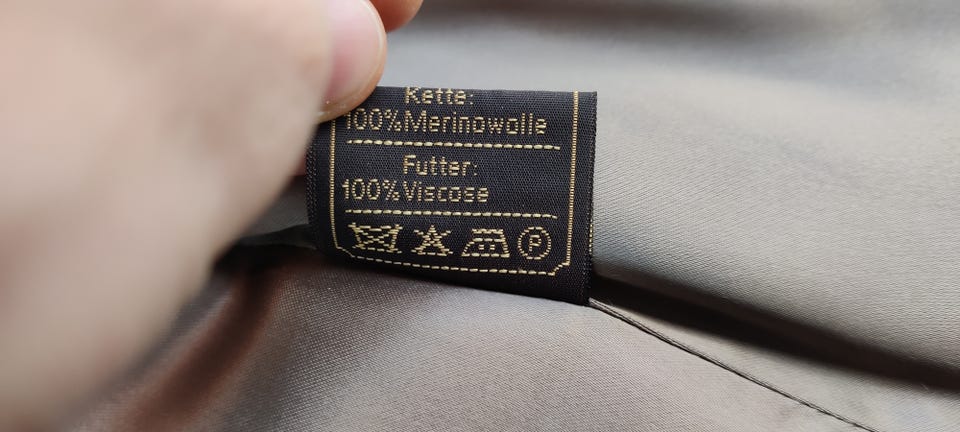 Kette:
100%Merinowolle
Futter:
100%Viscose
P